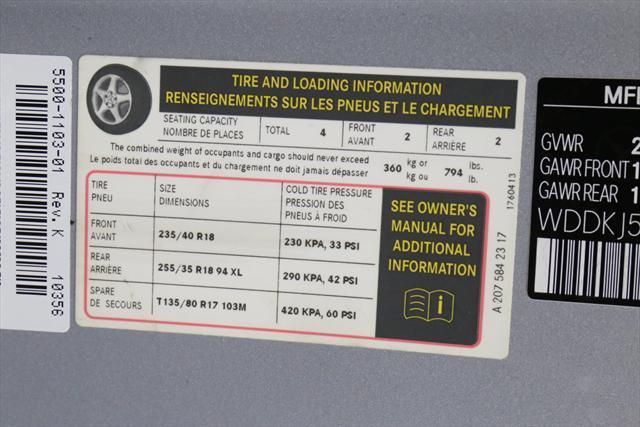 5500-1103-01 Rev.K 10356
TIRE AND LOADING INFORMATION
RENSEIGNEMENTS SUR LES PNEUS ET LE CHARGEMENT
SEATING CAPACITY
NOMBRE DE PLACES
TOTAL 4
FRONT
AVANT
2
REAR
ARRIÈRE
2
The combined weight of occupants and cargo should never exceed
Le poids total des occupants et du chargement ne doit jamais dépasser
360 kg or
kg ou
794 lbs.
lb.
TIRE
PNEU
SIZE
DIMENSIONS
COLD TIRE PRESSURE
PRESSION DES
PNEUS À FROID
FRONT
AVANT
235/40 R18
230 KPA, 33 PSI
REAR
ARRIÈRE
255/35 R18 94 XL
290 KPA, 42 PSI
SPARE
DE SECOURS
T135/80 R17 103M
420 KPA, 60 PSI
SEE OWNER'S
MANUAL FOR
ADDITIONAL
INFORMATION
1760413
A 207 584 23 17
GVWR 2
GAWR FRONT 1
GAWR REAR 1
WDDKJ5